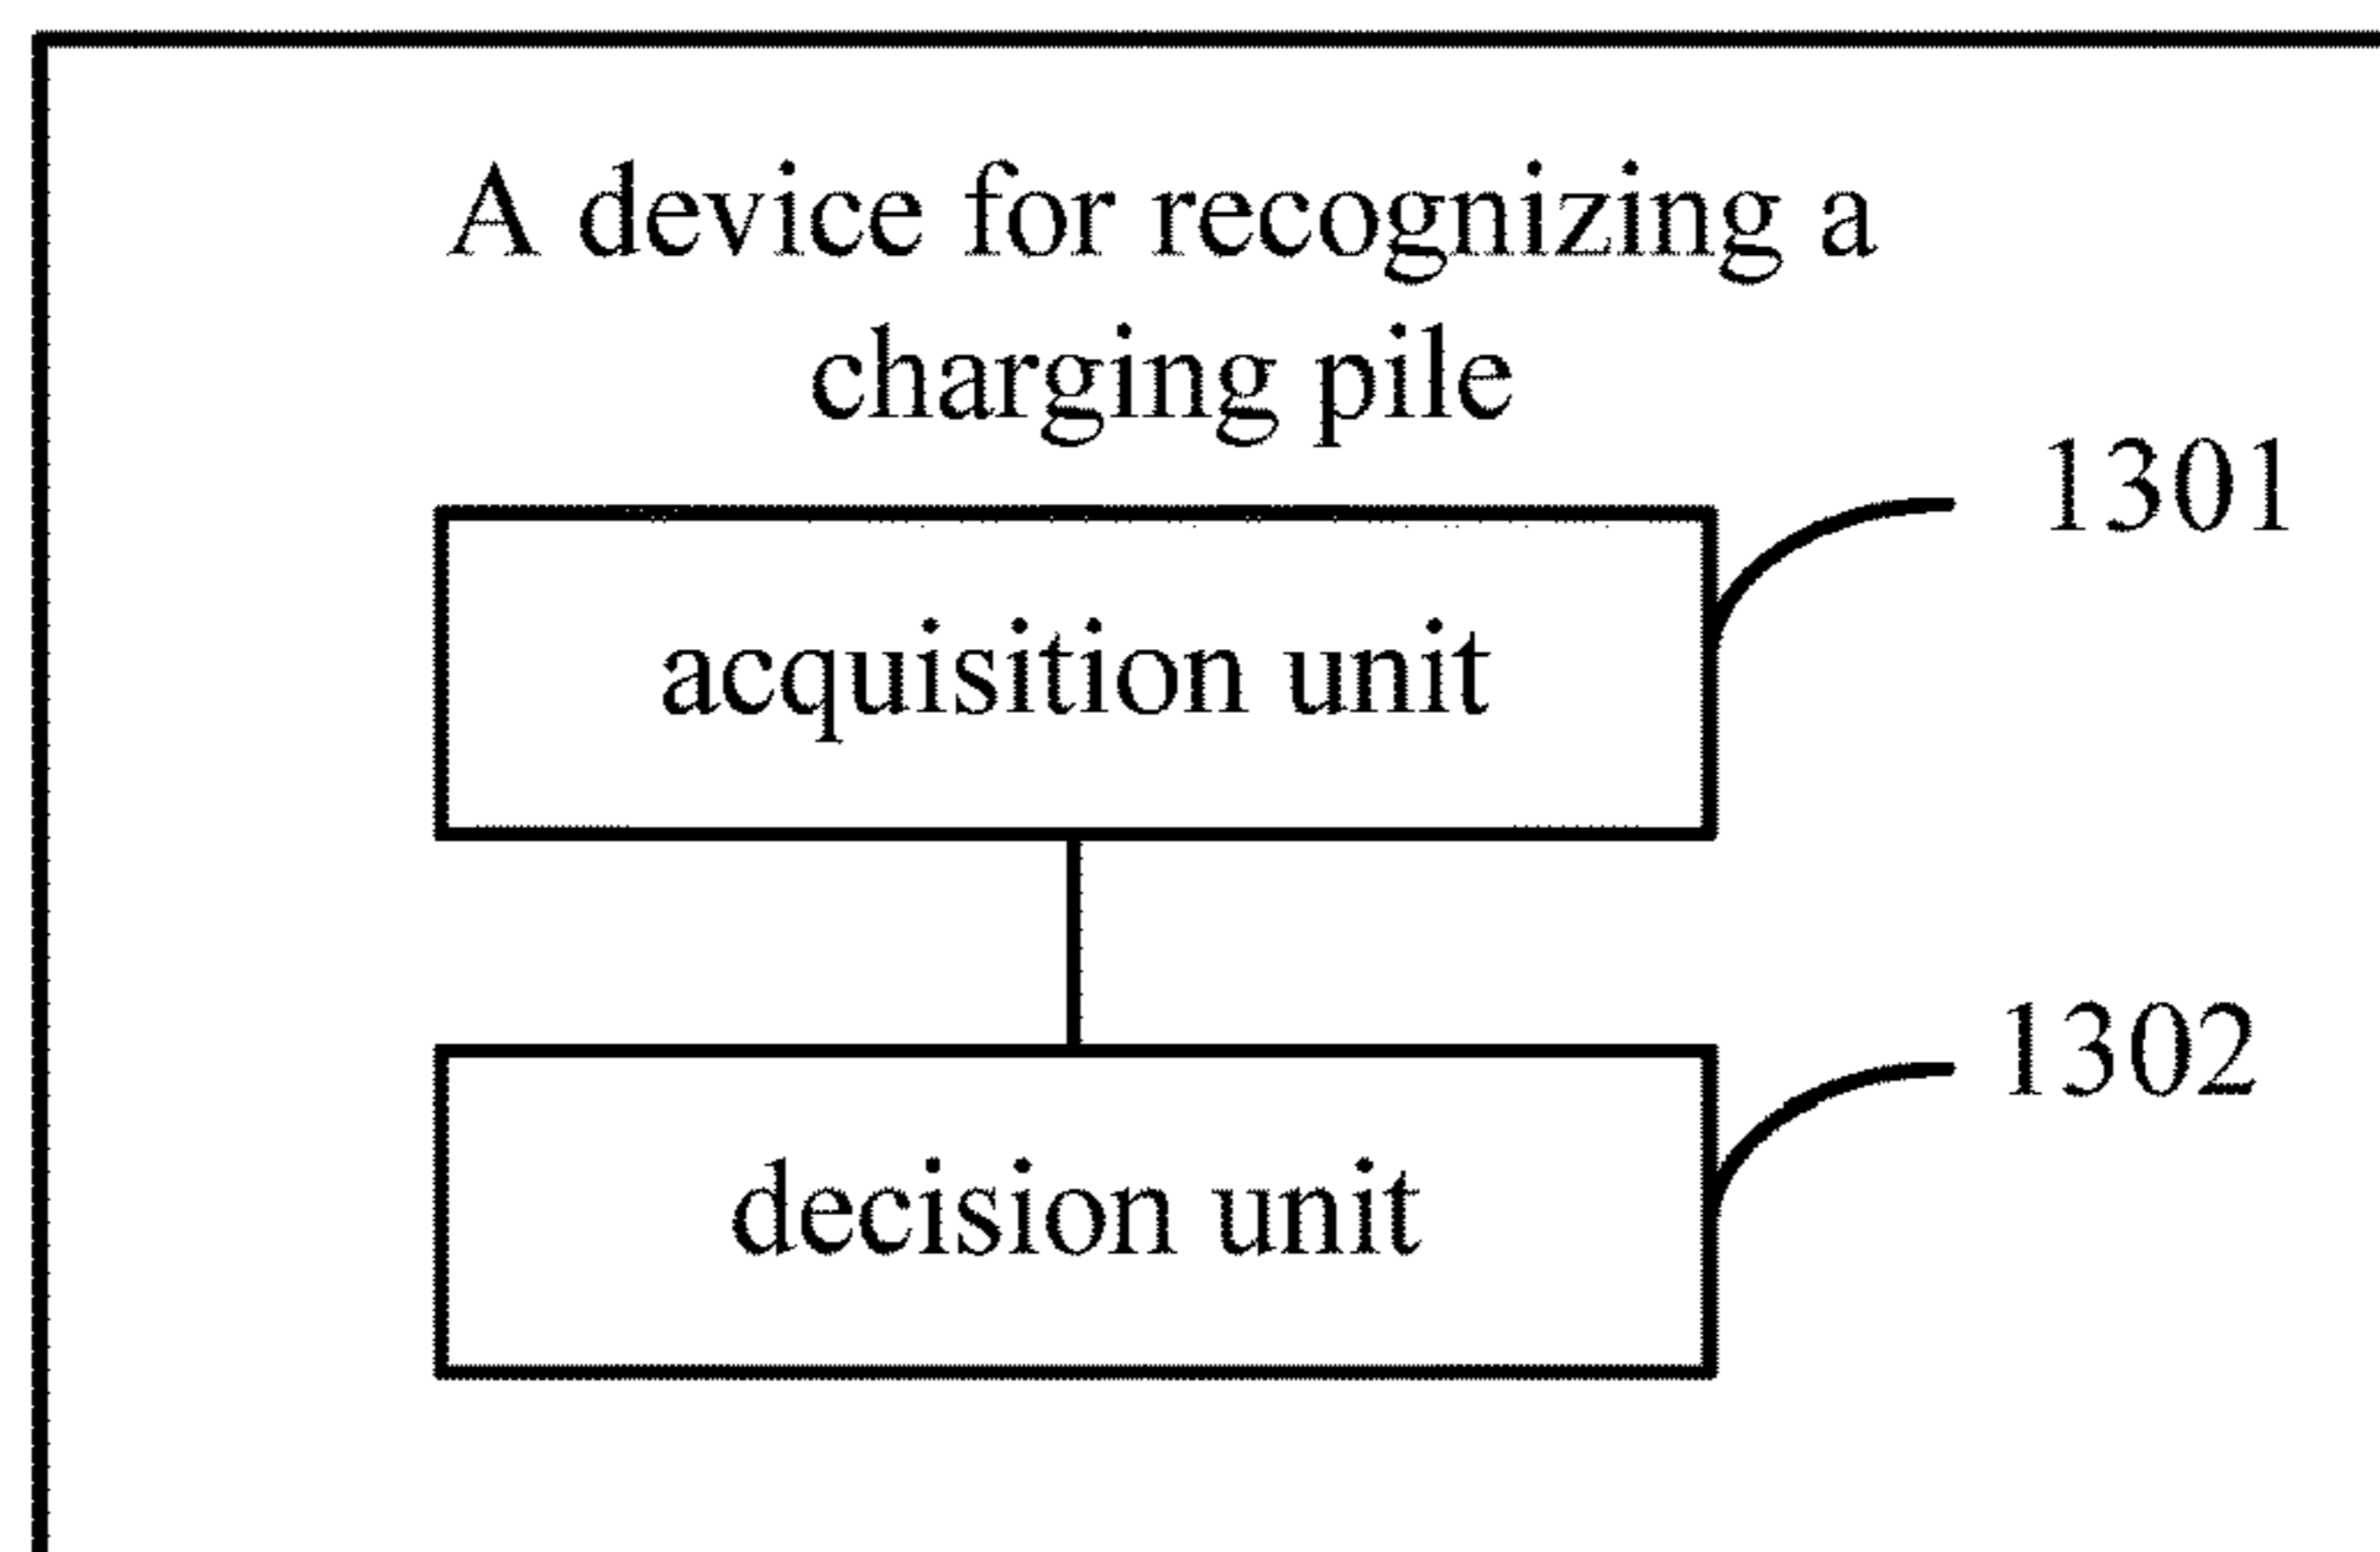 A device for recognizing a
charging pile
1301
acquisition unit
1302
decision unit